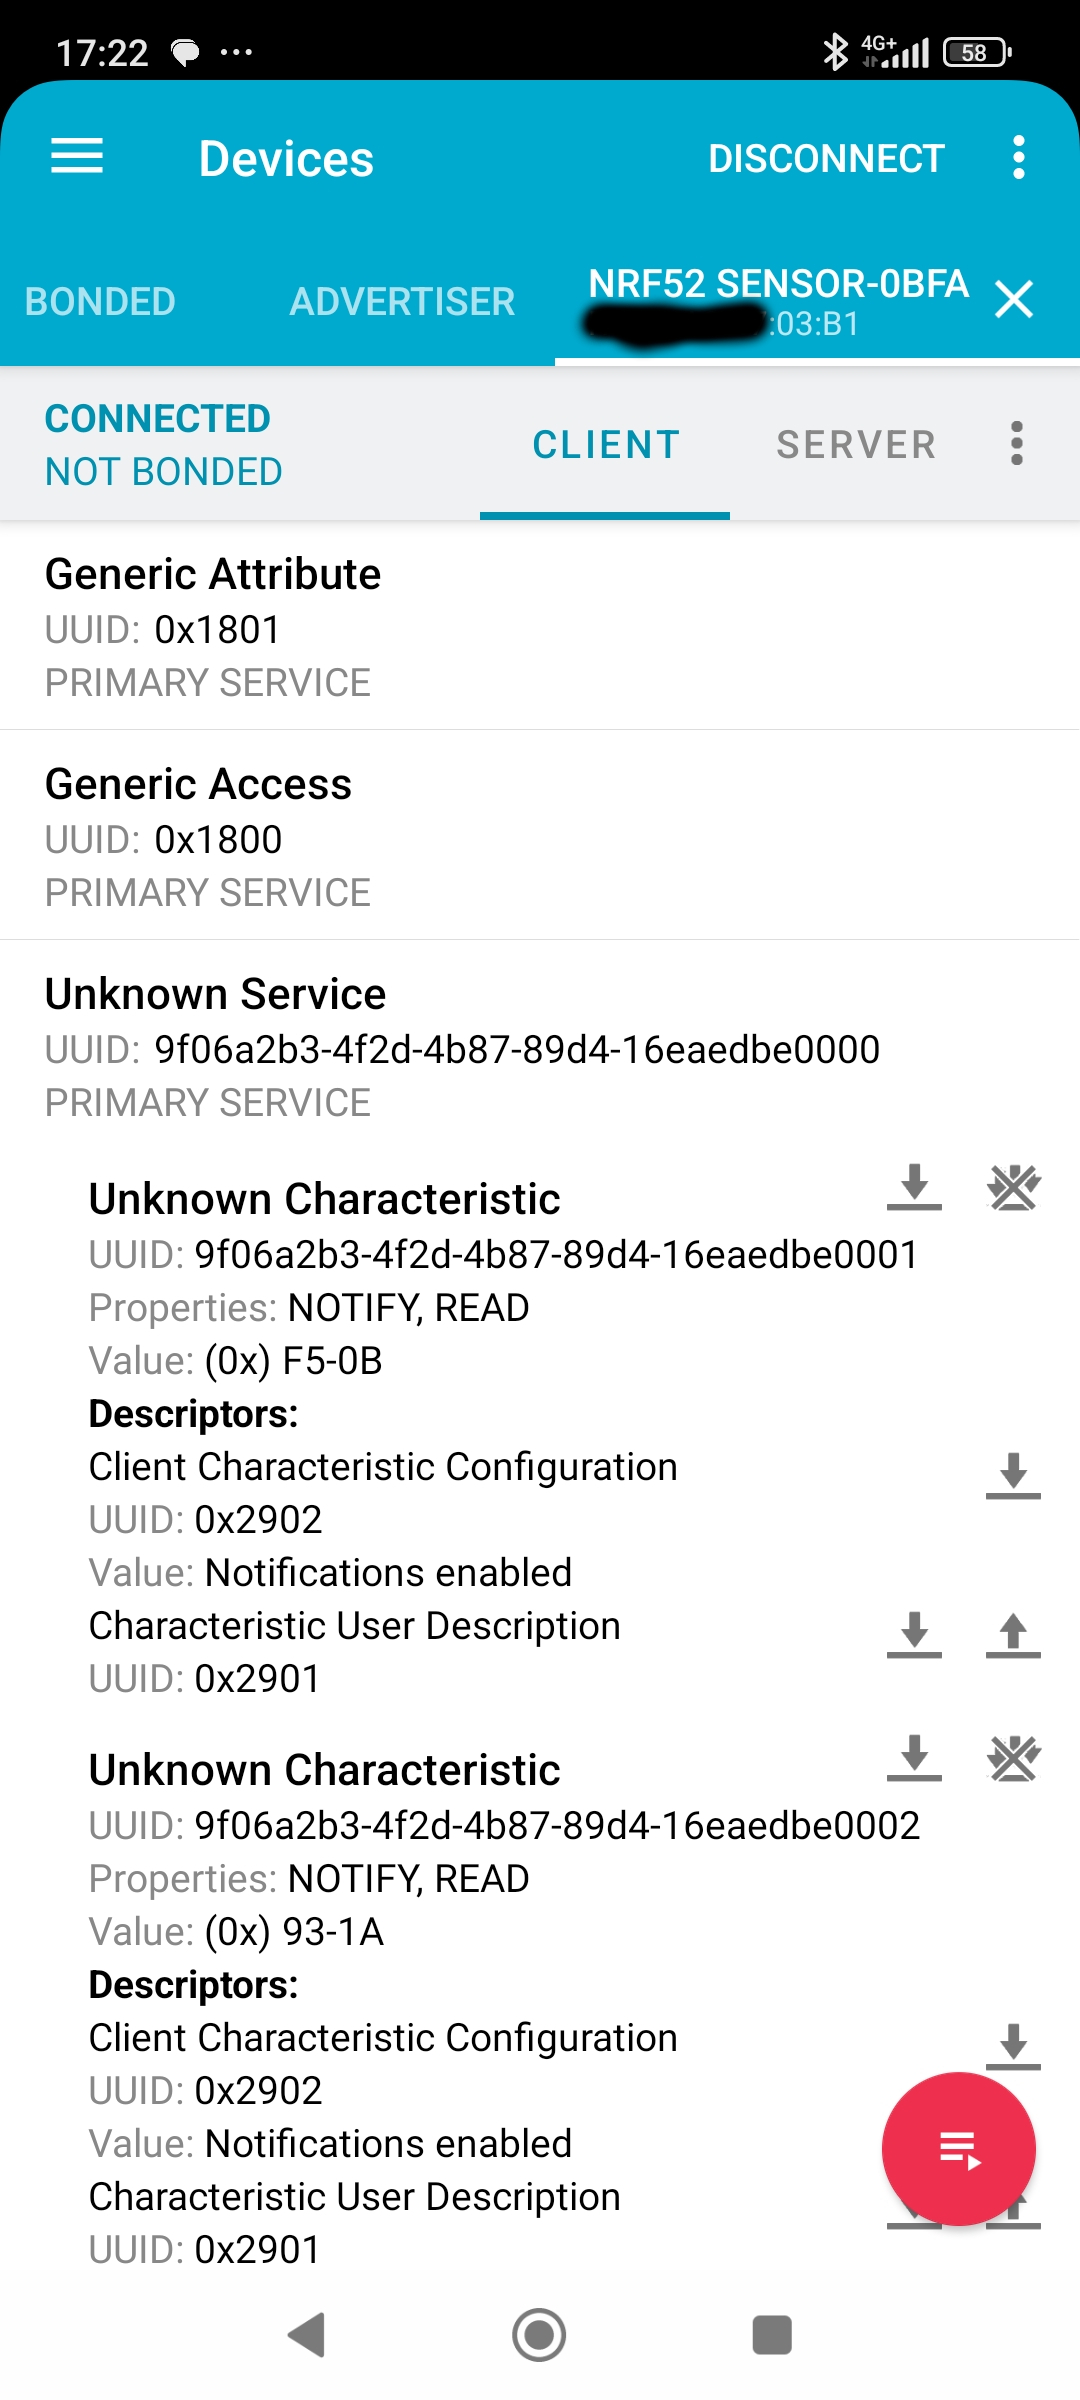 17:22
4G+
58
Devices
DISCONNECT
BONDED
ADVERTISER
NRF52 SENSOR-0BFA
:03:B1
CONNECTED
NOT BONDED
CLIENT
SERVER
Generic Attribute
UUID: 0x1801
PRIMARY SERVICE
Generic Access
UUID: 0x1800
PRIMARY SERVICE
Unknown Service
UUID: 9f06a2b3-4f2d-4b87-89d4-16eaedbe0000
PRIMARY SERVICE
Unknown Characteristic
UUID: 9f06a2b3-4f2d-4b87-89d4-16eaedbe0001
Properties: NOTIFY, READ
Value: (0x) F5-0B
Descriptors:
Client Characteristic Configuration
UUID: 0x2902
Value: Notifications enabled
Characteristic User Description
UUID: 0x2901
Unknown Characteristic
UUID: 9f06a2b3-4f2d-4b87-89d4-16eaedbe0002
Properties: NOTIFY, READ
Value: (0x) 93-1A
Descriptors:
Client Characteristic Configuration
UUID: 0x2902
Value: Notifications enabled
Characteristic User Description
UUID: 0x2901